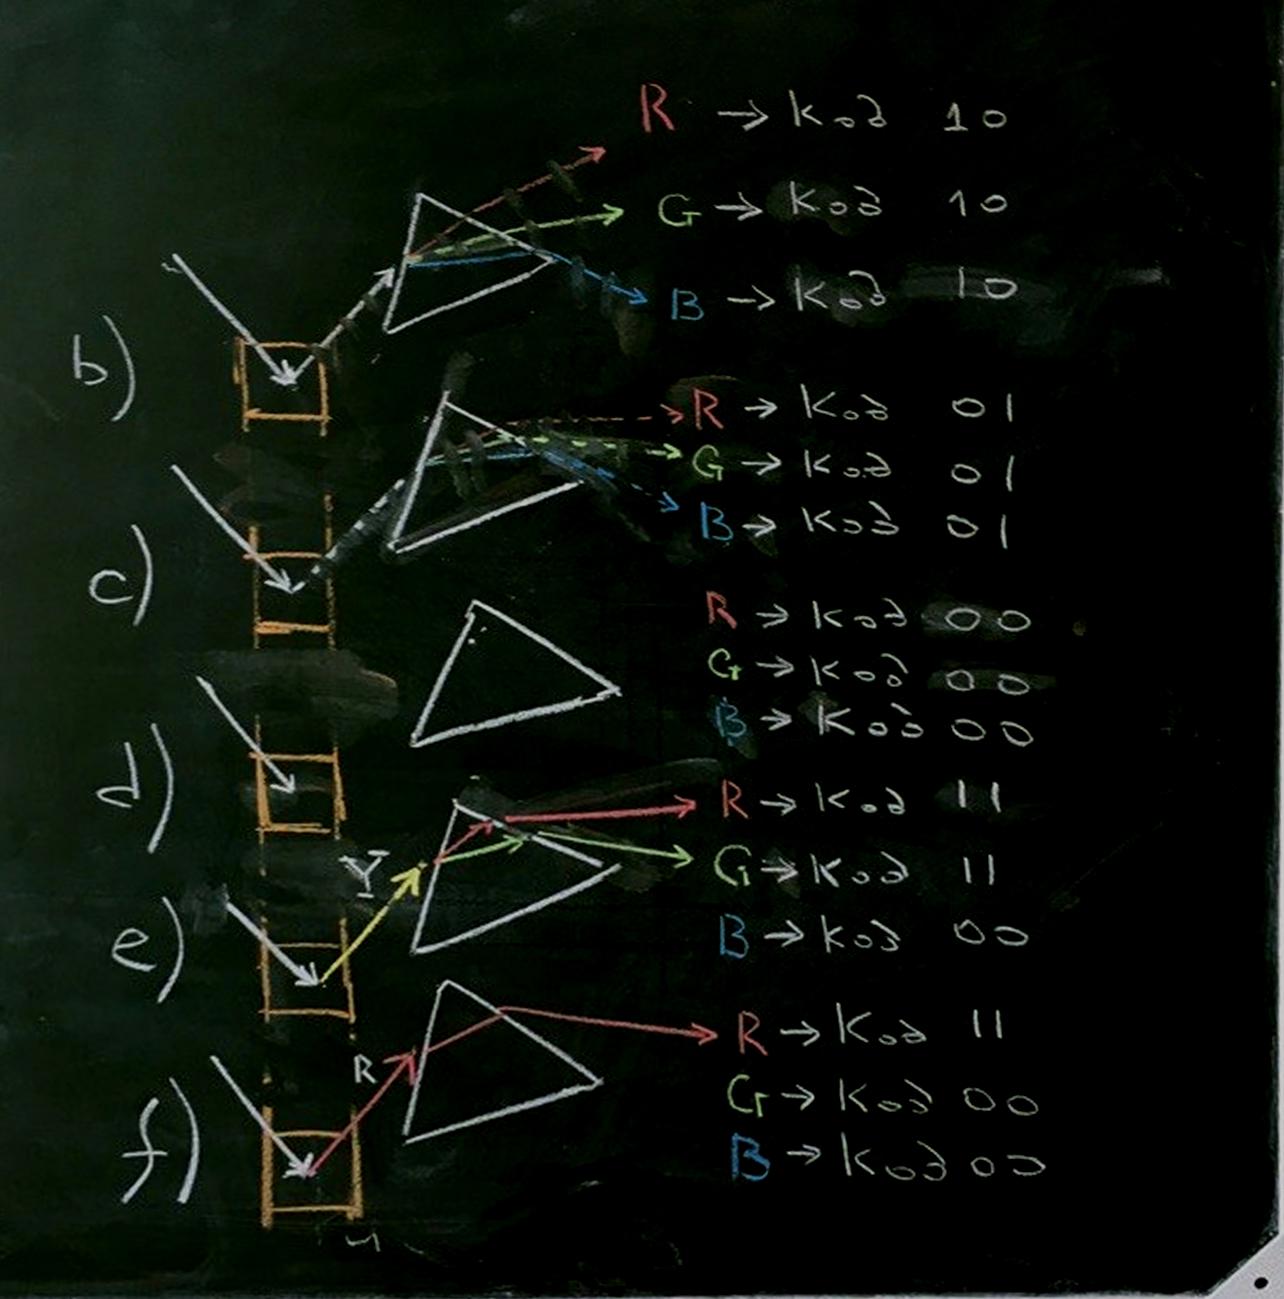 R → kod 10
G → kod 10
B → kod 10
b)
R → kod 01
G → kod 01
B → kod 01
c)
R → kod 00
G → kod 00
B → kod 00
d)
R → kod 11
Y G → kod 11
B → kod 00
e)
R → kod 11
R
G → kod 00
B → kod 00
f)